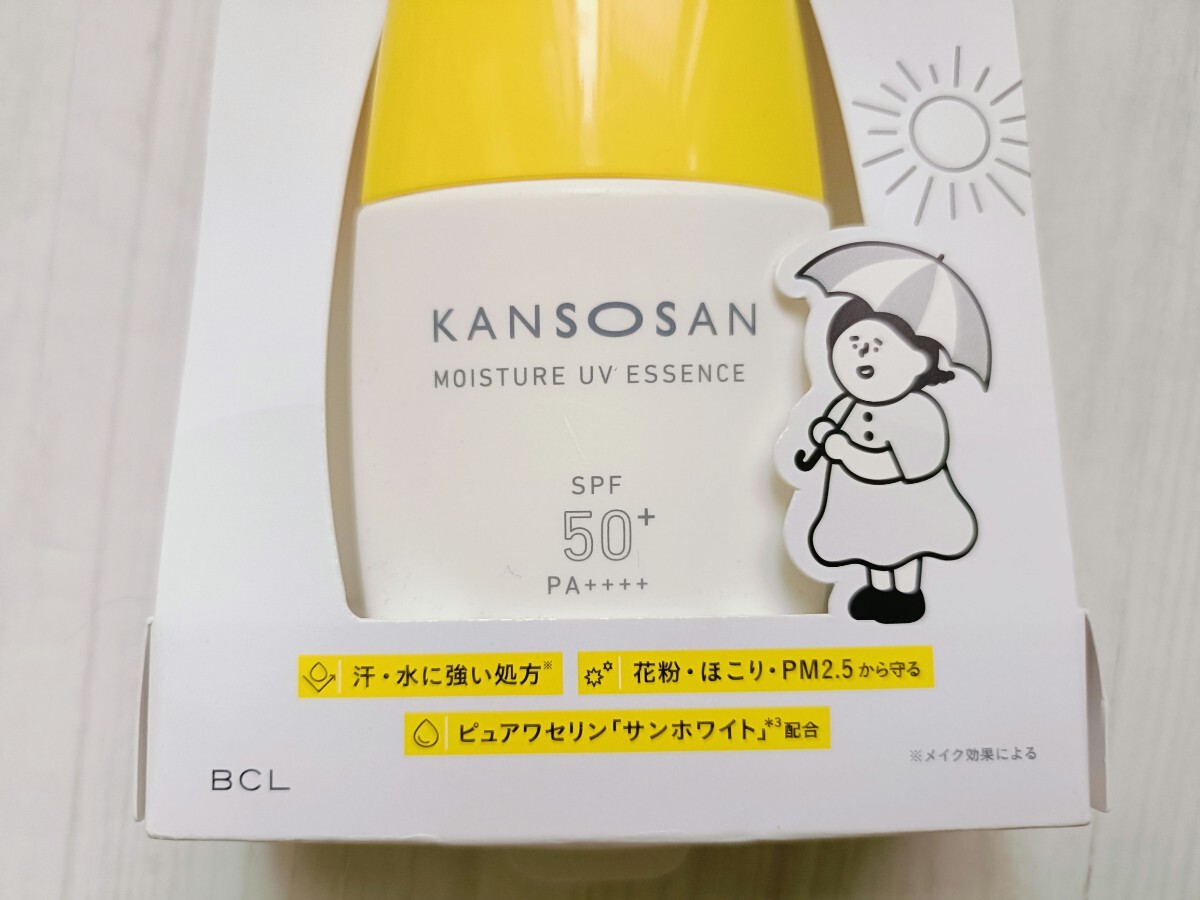 KANSOSAN
MOISTURE UV ESSENCE
SPF
50+
PA++++
汗・水に強い処方※
花粉・ほこり・PM2.5から守る
ピュアワセリン「サンホワイト」*3配合
※メイク効果による
BCL